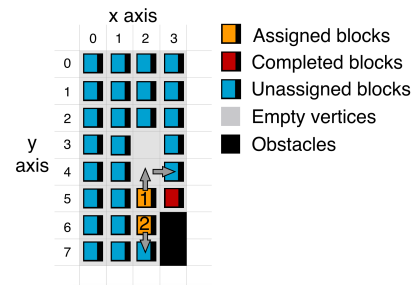 x axis
0 1 2 3
0
1
2
3
4
5
6
7
y
axis
1
2
Assigned blocks
Completed blocks
Unassigned blocks
Empty vertices
Obstacles